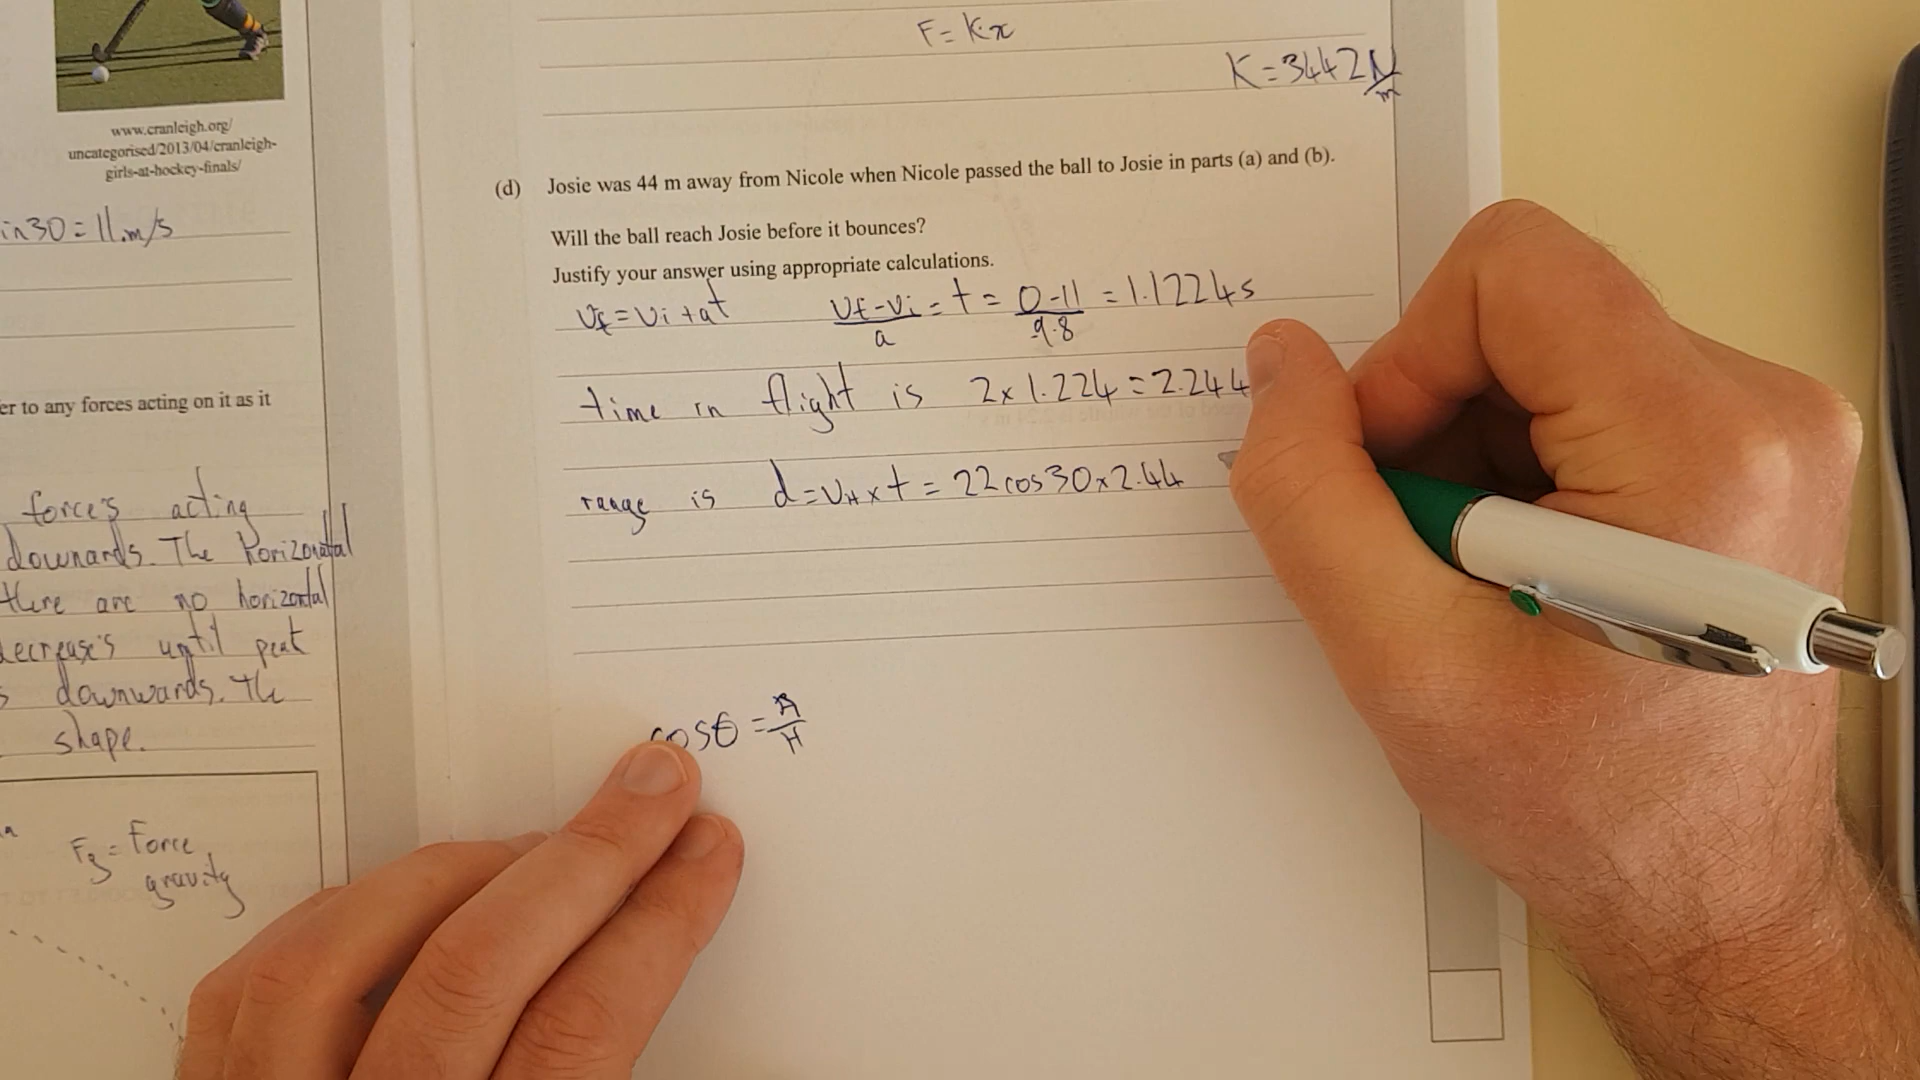 www.cranleigh.org/
uncategorised/2013/04/cranleigh-
girls-at-hockey-finals/
in30 = 11.m/s
er to any forces acting on it as it
force's acting
downards. The horizontal
there are no horizontal
decrease's until peak
s downwards. The
shape.
Fg = Force
gravity
F = Kx
K = 3442 N/m
(d) Josie was 44 m away from Nicole when Nicole passed the ball to Josie in parts (a) and (b).
Will the ball reach Josie before it bounces?
Justify your answer using appropriate calculations.
Vf = Vi + at (Vf - Vi)/a = t = (0 - 11)/9.8 = 1.1224s
time in flight is 2 x 1.224 = 2.244
range is d = VH x t = 22 cos30 x 2.44
cosθ = A/H